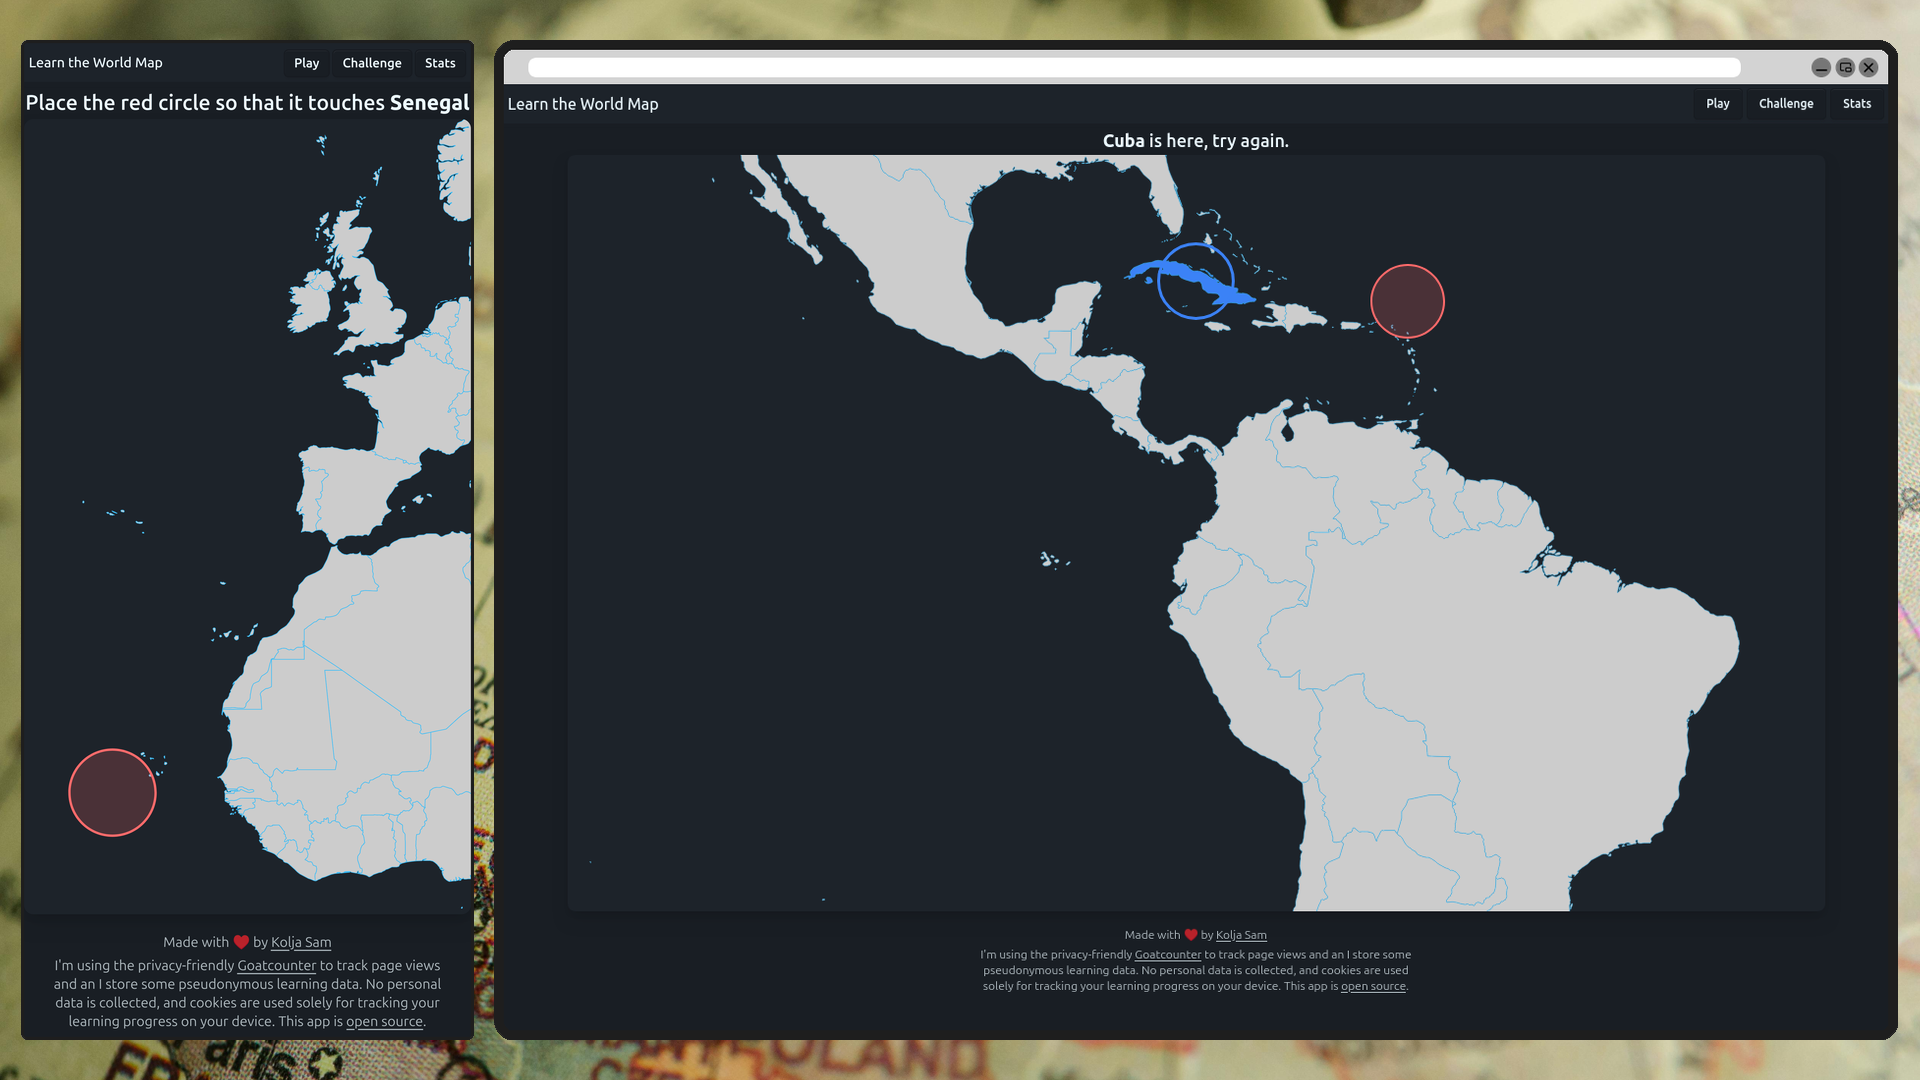 Learn the World Map
Play
Challenge
Stats
Place the red circle so that it touches Senegal
Made with ❤ by Kolja Sam
I'm using the privacy-friendly Goatcounter to track page views
and an I store some pseudonymous learning data. No personal
data is collected, and cookies are used solely for tracking your
learning progress on your device. This app is open source.
Learn the World Map
Play
Challenge
Stats
Cuba is here, try again.
Made with ❤ by Kolja Sam
I'm using the privacy-friendly Goatcounter to track page views and an I store some
pseudonymous learning data. No personal data is collected, and cookies are used
solely for tracking your learning progress on your device. This app is open source.
aris
OLAND